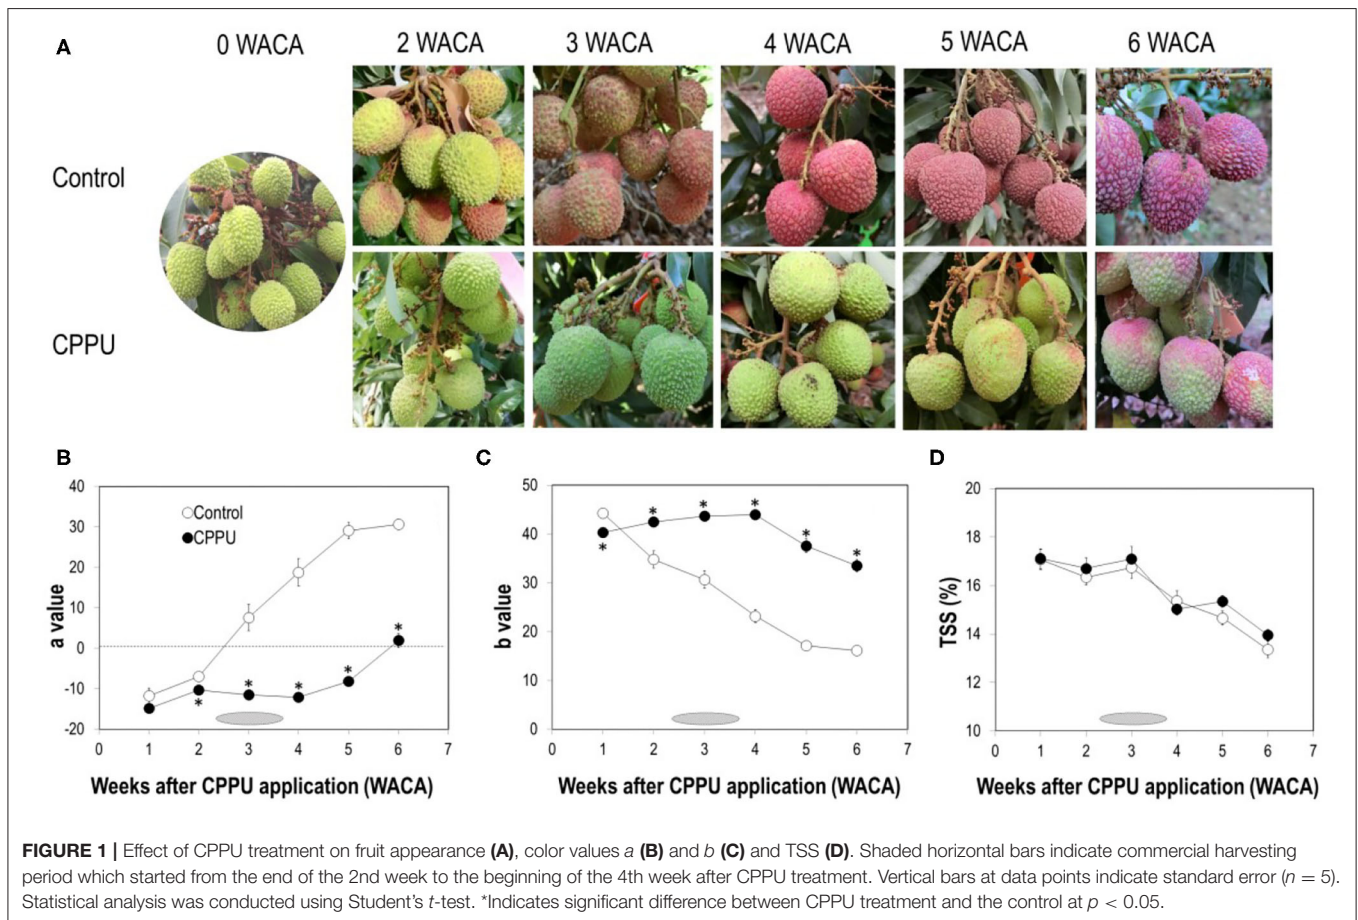 A
0 WACA
2 WACA
3 WACA
4 WACA
5 WACA
6 WACA
Control
CPPU
B
40
30
20
10
0
-10
-20
a value
Control
CPPU
*
*
*
*
*
0
1
2
3
4
5
6
7
Weeks after CPPU application (WACA)
C
50
40
30
20
10
0
b value
*
*
*
*
*
*
0
1
2
3
4
5
6
7
Weeks after CPPU application (WACA)
D
20
18
16
14
12
10
TSS (%)
0
1
2
3
4
5
6
7
Weeks after CPPU application (WACA)
FIGURE 1 | Effect of CPPU treatment on fruit appearance (A), color values a (B) and b (C) and TSS (D). Shaded horizontal bars indicate commercial harvesting
period which started from the end of the 2nd week to the beginning of the 4th week after CPPU treatment. Vertical bars at data points indicate standard error (n = 5).
Statistical analysis was conducted using Student's t-test. *Indicates significant difference between CPPU treatment and the control at p < 0.05.